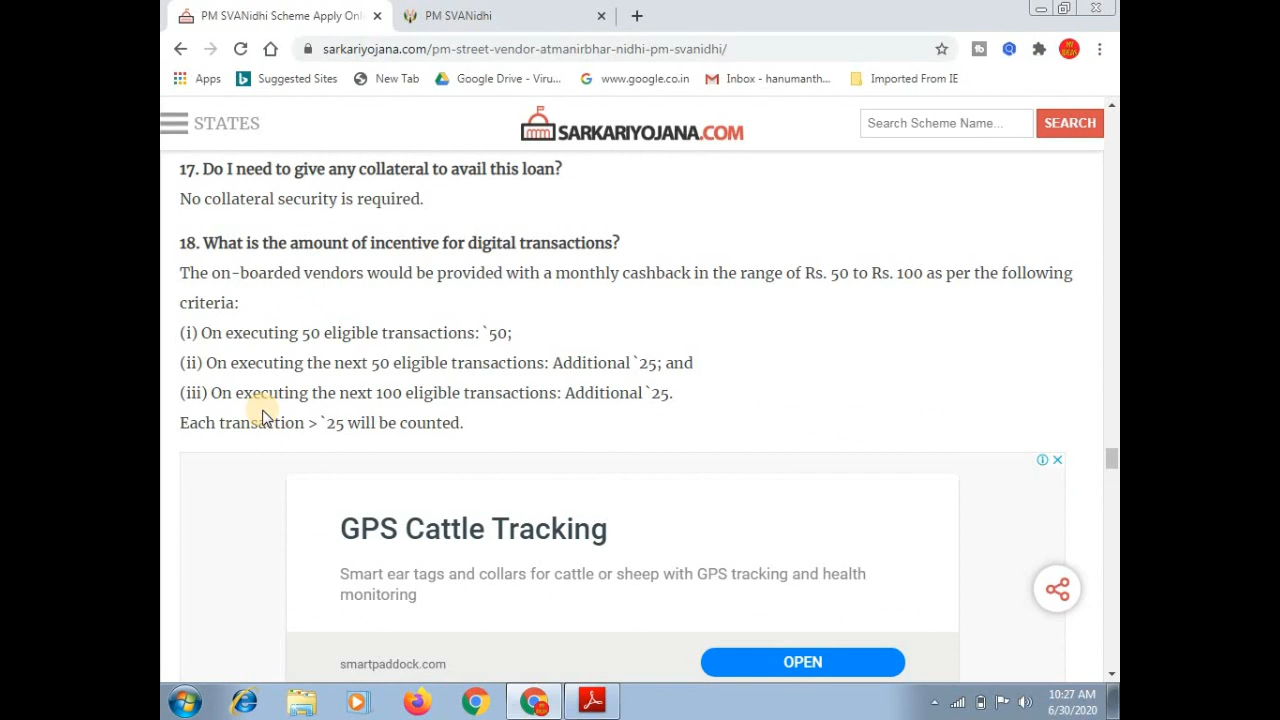 PM SVANidhi Scheme Apply Onl
PM SVANidhi
sarkariyojana.com/pm-street-vendor-atmanirbhar-nidhi-pm-svanidhi/
Apps
Suggested Sites
New Tab
Google Drive - Viru...
www.google.co.in
Inbox - hanumanth...
Imported From IE
STATES
SARKARIYOJANA.COM
Search Scheme Name...
SEARCH
17. Do I need to give any collateral to avail this loan?
No collateral security is required.
18. What is the amount of incentive for digital transactions?
The on-boarded vendors would be provided with a monthly cashback in the range of Rs. 50 to Rs. 100 as per the following
criteria:
(i) On executing 50 eligible transactions: `50;
(ii) On executing the next 50 eligible transactions: Additional `25; and
(iii) On executing the next 100 eligible transactions: Additional `25.
Each transaction > `25 will be counted.
GPS Cattle Tracking
Smart ear tags and collars for cattle or sheep with GPS tracking and health
monitoring
smartpaddock.com
OPEN
10:27 AM
6/30/2020